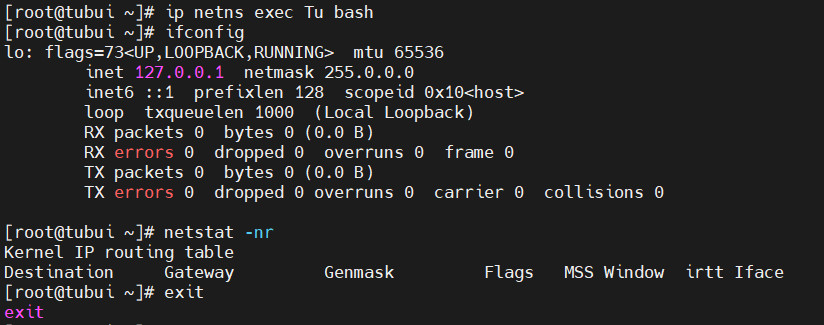 [root@tubui ~]# ip netns exec Tu bash
[root@tubui ~]# ifconfig
lo: flags=73<UP,LOOPBACK,RUNNING>  mtu 65536
        inet 127.0.0.1  netmask 255.0.0.0
        inet6 ::1  prefixlen 128  scopeid 0x10<host>
        loop  txqueuelen 1000  (Local Loopback)
        RX packets 0  bytes 0 (0.0 B)
        RX errors 0  dropped 0  overruns 0  frame 0
        TX packets 0  bytes 0 (0.0 B)
        TX errors 0  dropped 0 overruns 0  carrier 0  collisions 0

[root@tubui ~]# netstat -nr
Kernel IP routing table
Destination     Gateway         Genmask         Flags   MSS Window  irtt Iface
[root@tubui ~]# exit
exit